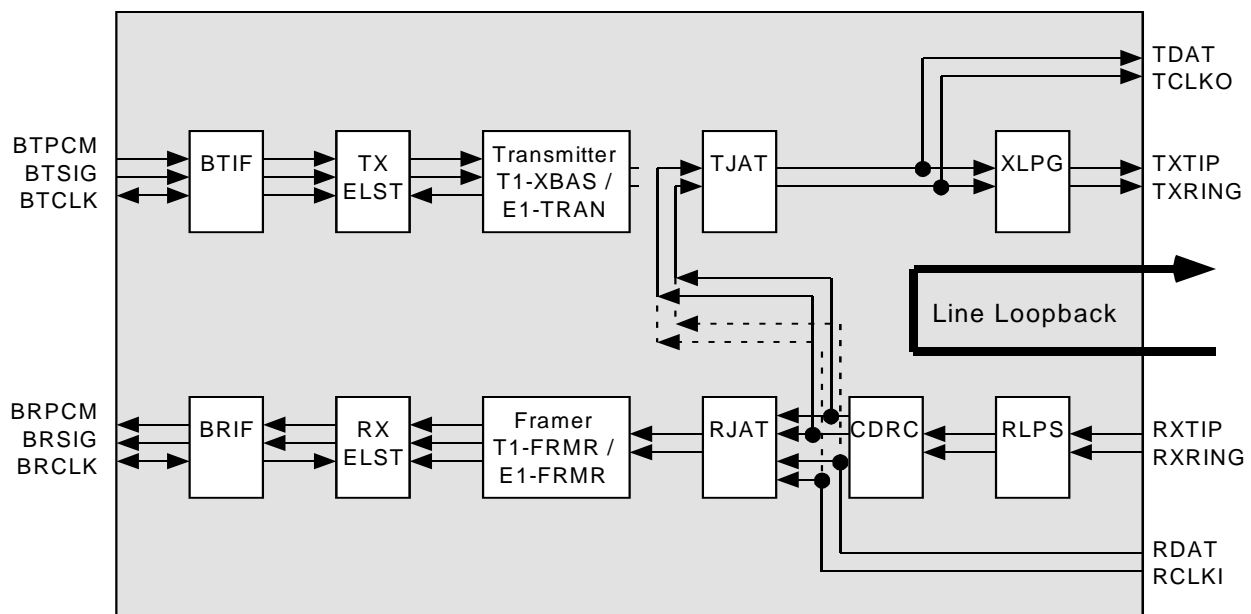 TDAT
TCLKO
BTPCM
BTSIG
BTCLK
BTIF
TX
ELST
Transmitter
T1-XBAS /
E1-TRAN
TJAT
XLPG
TXTIP
TXRING
Line Loopback
BRPCM
BRSIG
BRCLK
BRIF
RX
ELST
Framer
T1-FRMR /
E1-FRMR
RJAT
CDRC
RLPS
RXTIP
RXRING
RDAT
RCLKI